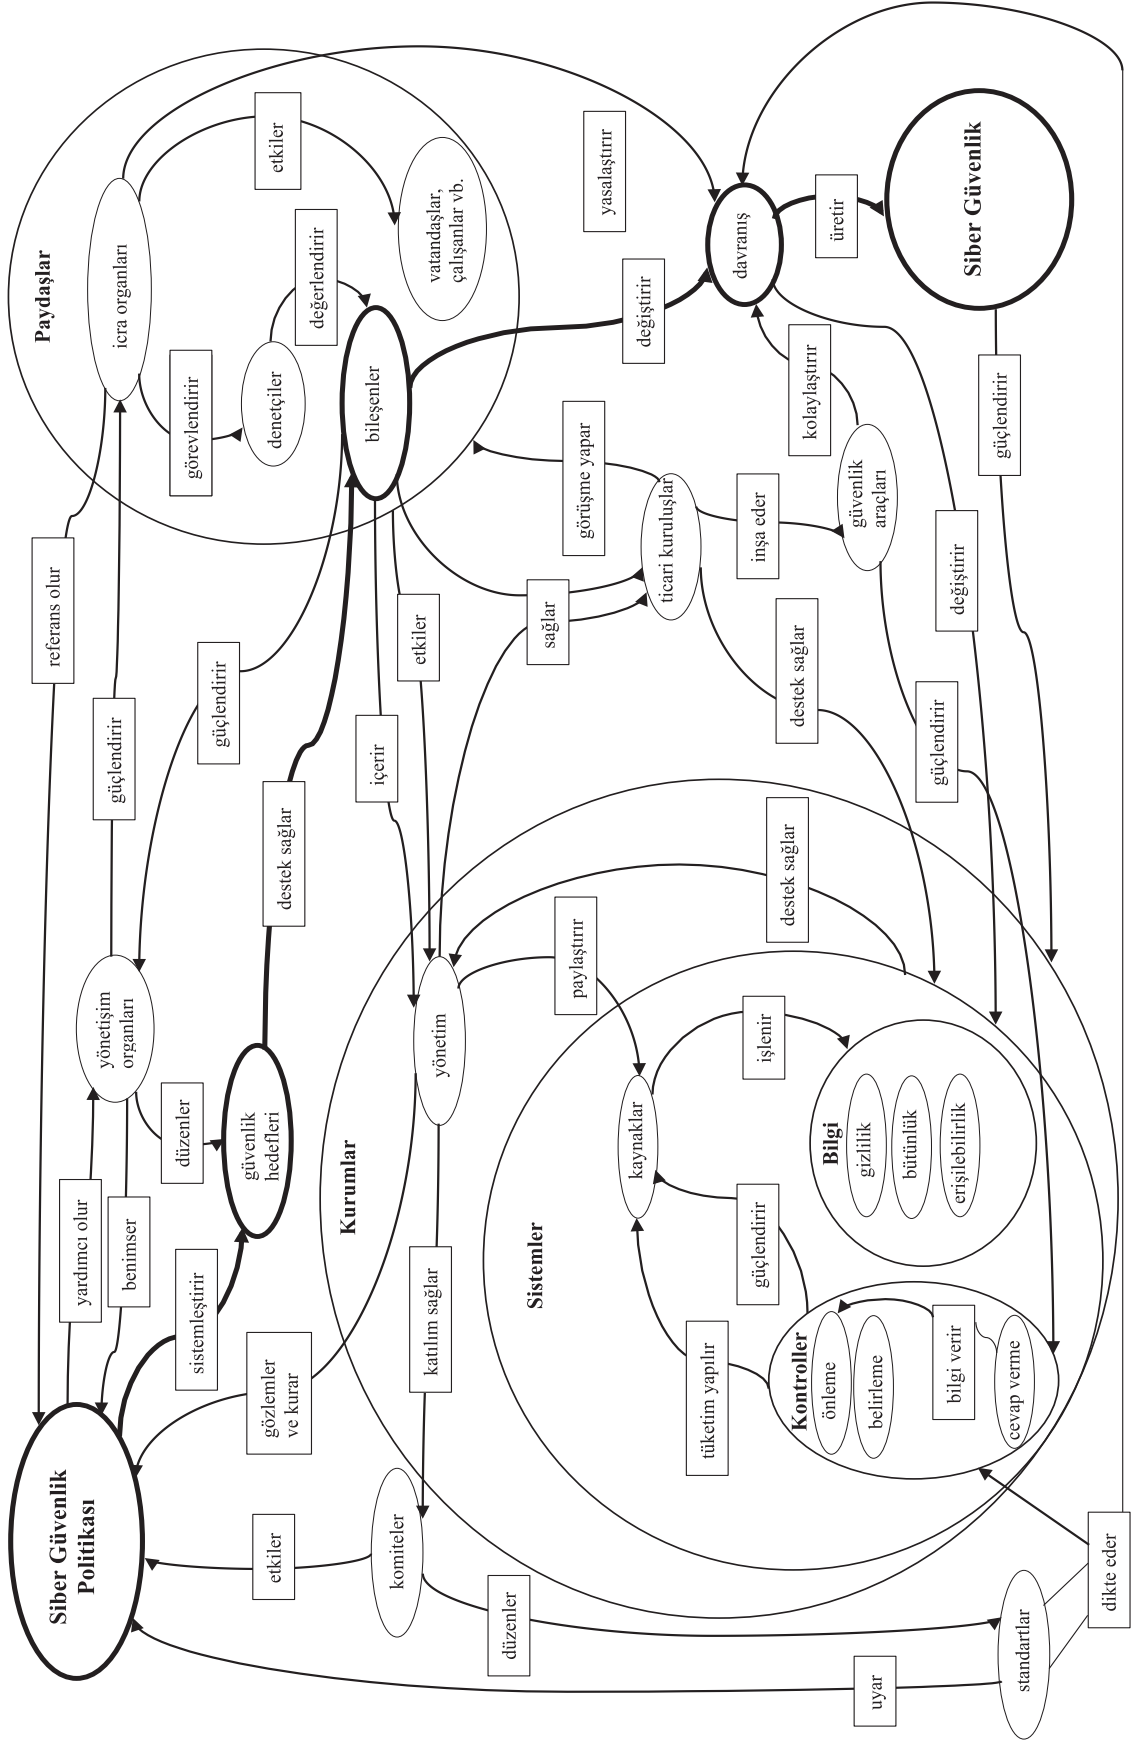 Siber Güvenlik
Politikası
referans olur
yardımcı olur
benimser
güçlendirir
yönetişim
organları
düzenler
sistemleştirir
güvenlik
hedefleri
destek sağlar
güçlendirir
gözlemler
ve kurar
etkiler
Paydaşlar
icra organları
görevlendirir
denetçiler
değerlendirir
etkiler
vatandaşlar,
çalışanlar vb.
bileşenler
içerir
etkiler
sağlar
değiştirir
yasalaştırır
görüşme yapar
ticari kuruluşlar
inşa eder
güvenlik
araçları
kolaylaştırır
davranış
üretir
Siber Güvenlik
güçlendirir
değiştirir
güçlendirir
destek sağlar
destek sağlar
Kurumlar
yönetim
katılım sağlar
komiteler
düzenler
uyar
standartlar
dikte eder
paylaştırır
Sistemler
kaynaklar
işlenir
güçlendirir
tüketim yapılır
Bilgi
gizlilik
bütünlük
erişilebilirlik
Kontroller
önleme
belirleme
bilgi verir
cevap verme